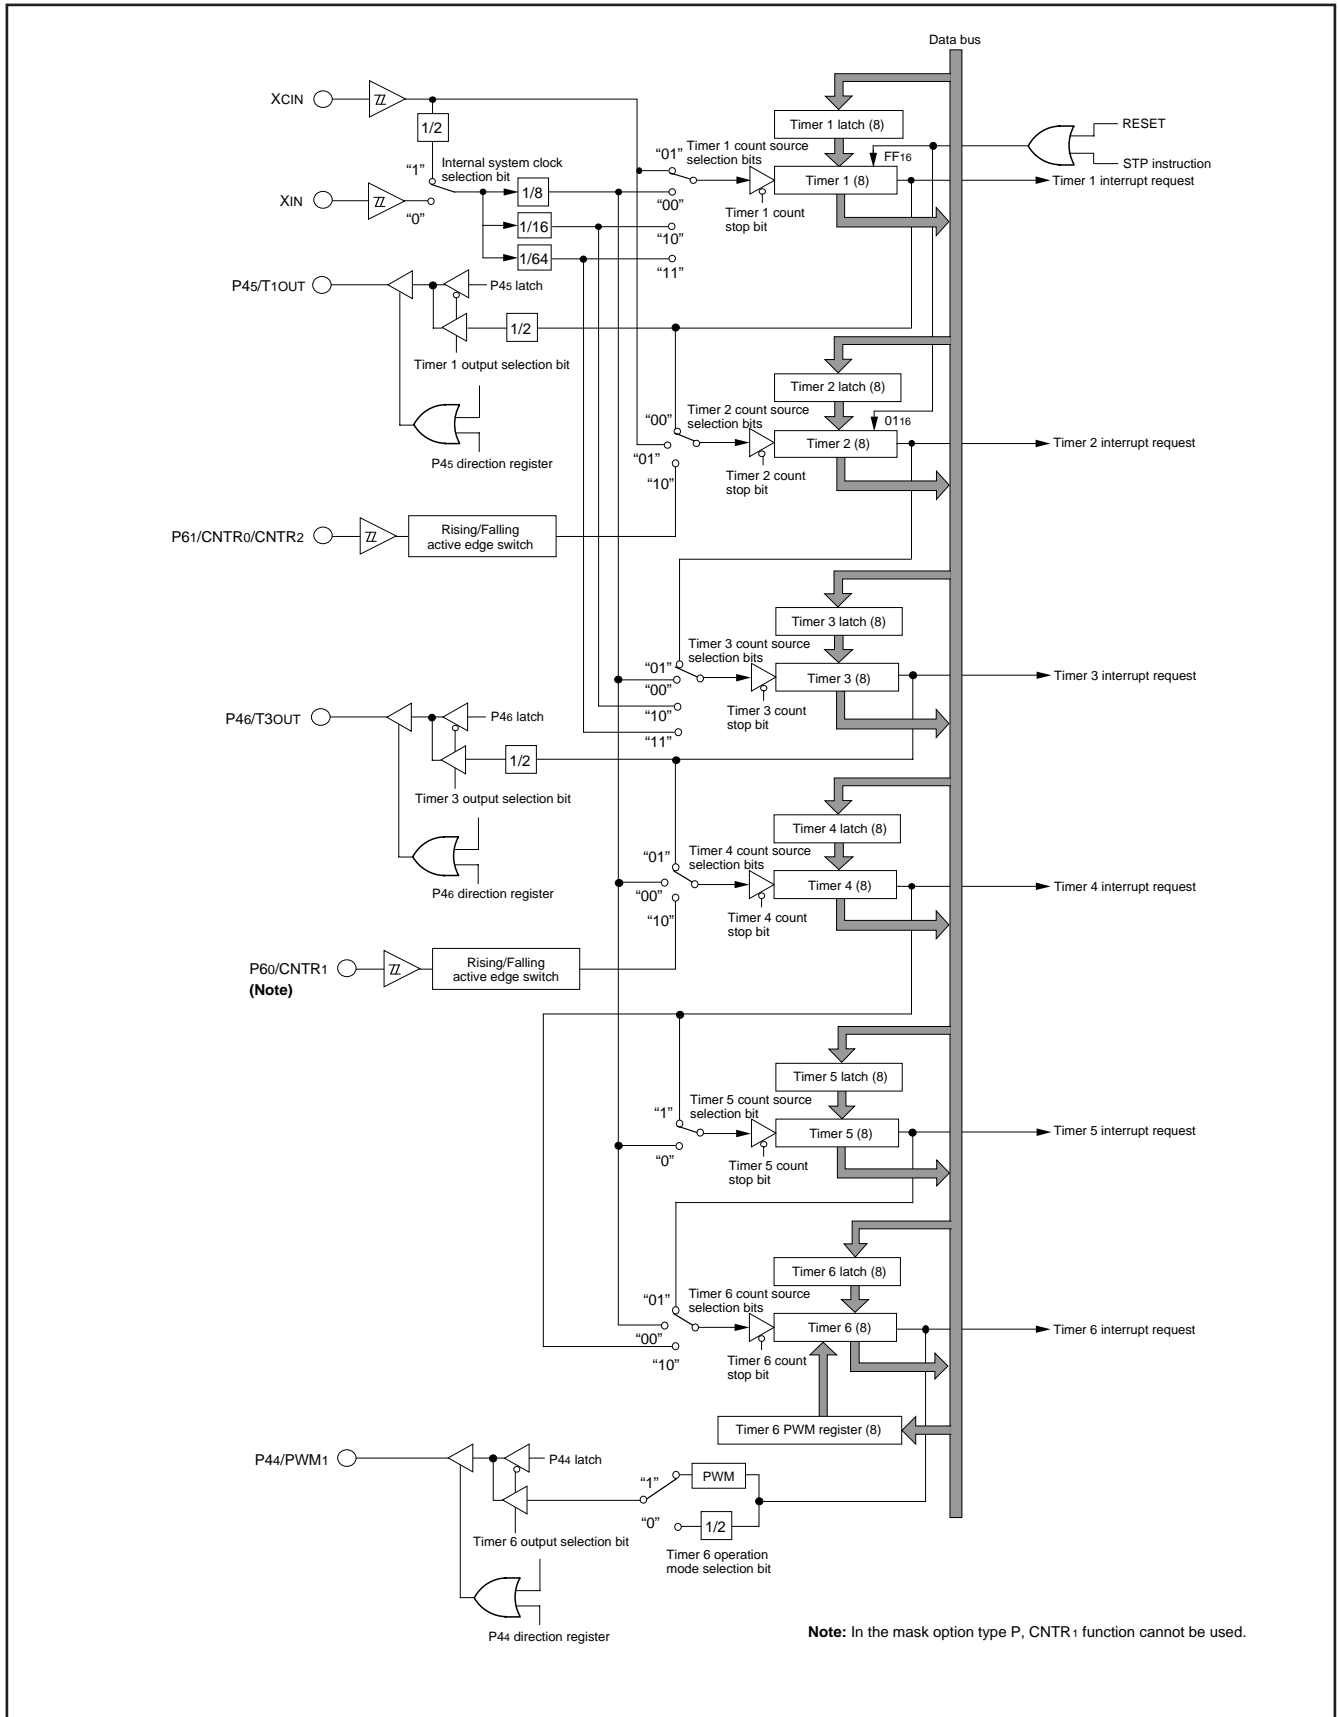 Data bus
XCIN
1/2
“1”
Internal system clock
selection bit
XIN
“0”
1/8
1/16
1/64
“01”
“00”
“10”
“11”
Timer 1 count source
selection bits
Timer 1 latch (8)
FF16
Timer 1 (8)
Timer 1 count
stop bit
RESET
STP instruction
Timer 1 interrupt request
P45/T1OUT
P45 latch
1/2
Timer 1 output selection bit
P45 direction register
Timer 2 latch (8)
“00”
“01”
“10”
Timer 2 count source
selection bits
0116
Timer 2 (8)
Timer 2 count
stop bit
Timer 2 interrupt request
P61/CNTR0/CNTR2
Rising/Falling
active edge switch
Timer 3 latch (8)
“01”
“00”
“10”
“11”
Timer 3 count source
selection bits
Timer 3 (8)
Timer 3 count
stop bit
Timer 3 interrupt request
P46/T3OUT
P46 latch
1/2
Timer 3 output selection bit
P46 direction register
Timer 4 latch (8)
“01”
“00”
“10”
Timer 4 count source
selection bits
Timer 4 (8)
Timer 4 count
stop bit
Timer 4 interrupt request
P60/CNTR1
(Note)
Rising/Falling
active edge switch
Timer 5 latch (8)
“1”
“0”
Timer 5 count source
selection bit
Timer 5 (8)
Timer 5 count
stop bit
Timer 5 interrupt request
Timer 6 latch (8)
“01”
“00”
“10”
Timer 6 count source
selection bits
Timer 6 (8)
Timer 6 count
stop bit
Timer 6 interrupt request
Timer 6 PWM register (8)
P44/PWM1
P44 latch
“1”
PWM
“0”
1/2
Timer 6 output selection bit
Timer 6 operation
mode selection bit
P44 direction register
Note: In the mask option type P, CNTR1 function cannot be used.